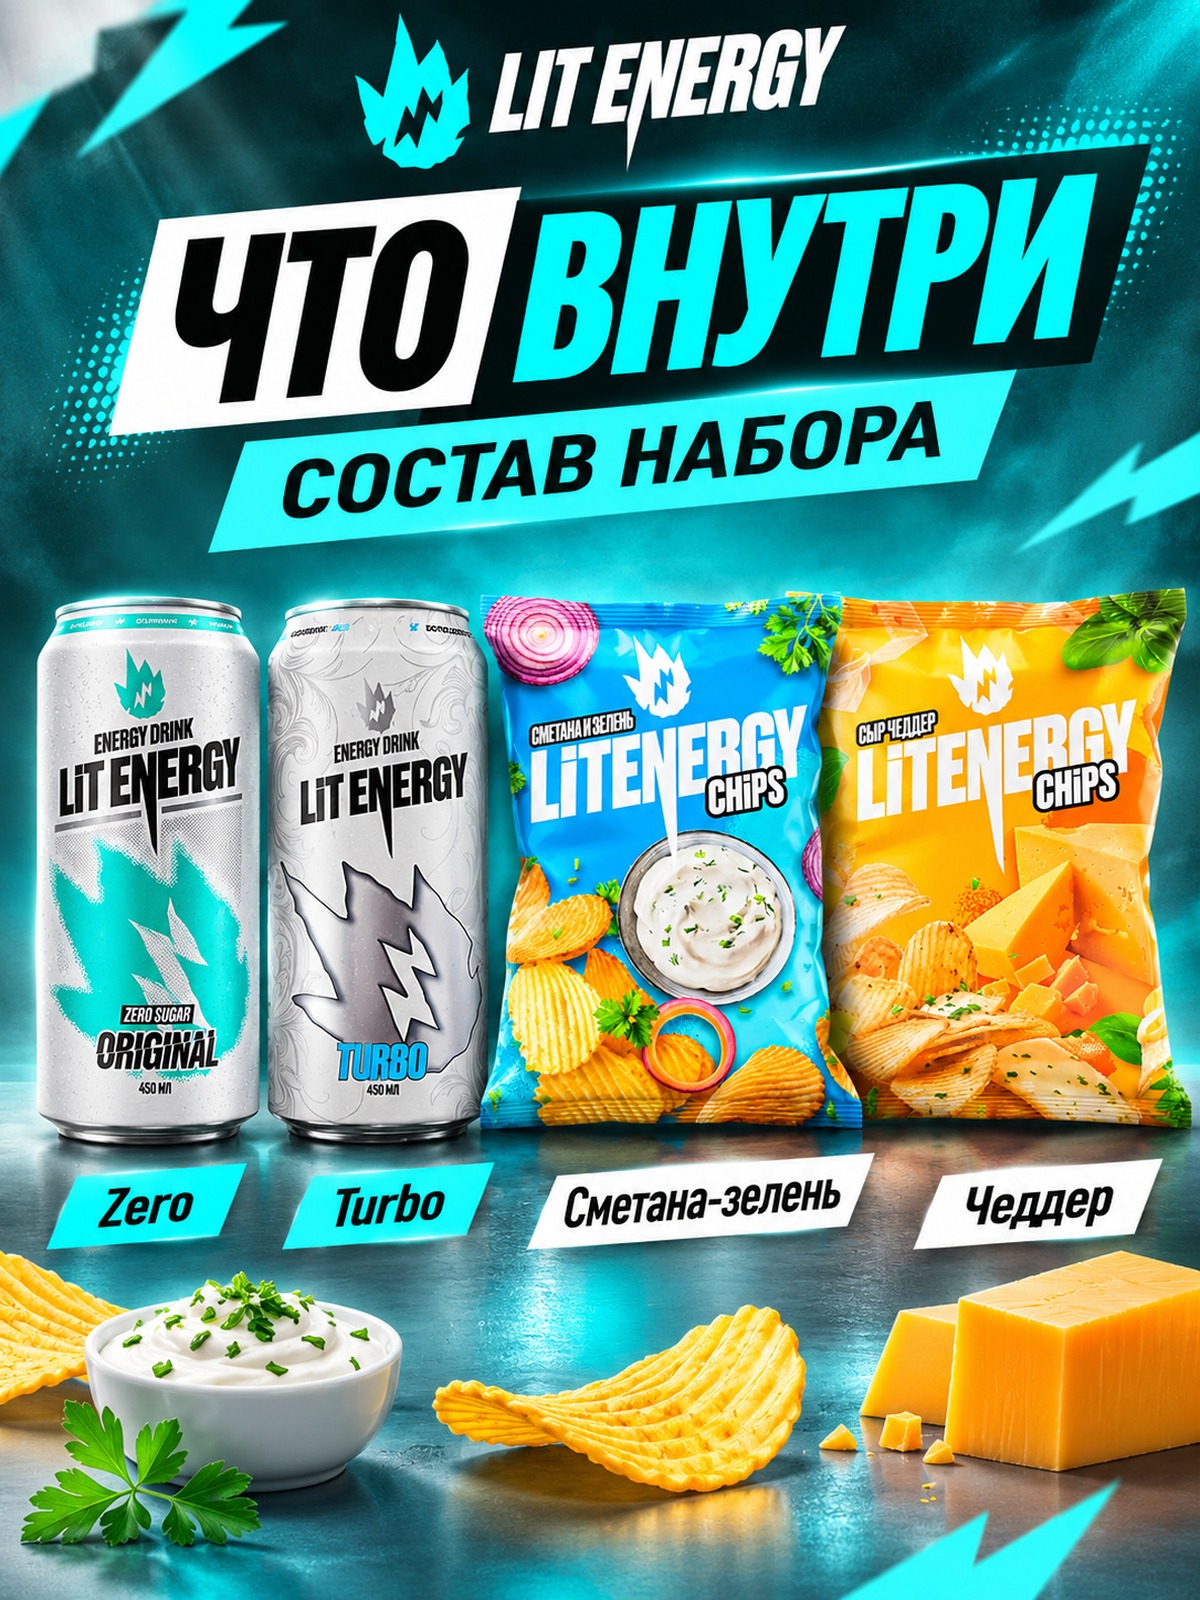 LIT ENERGY
ЧТО ВНУТРИ
СОСТАВ НАБОРА
ENERGY DRINK
LIT ENERGY
ZERO SUGAR
ORIGINAL
450 МЛ
ENERGY DRINK
LIT ENERGY
TURBO
450 МЛ
СМЕТАНА И ЗЕЛЕНЬ
LITENERGY
CHIPS
СЫР ЧЕДДЕР
LITENERGY
CHIPS
Zero
Turbo
Сметана-зелень
Чеддер